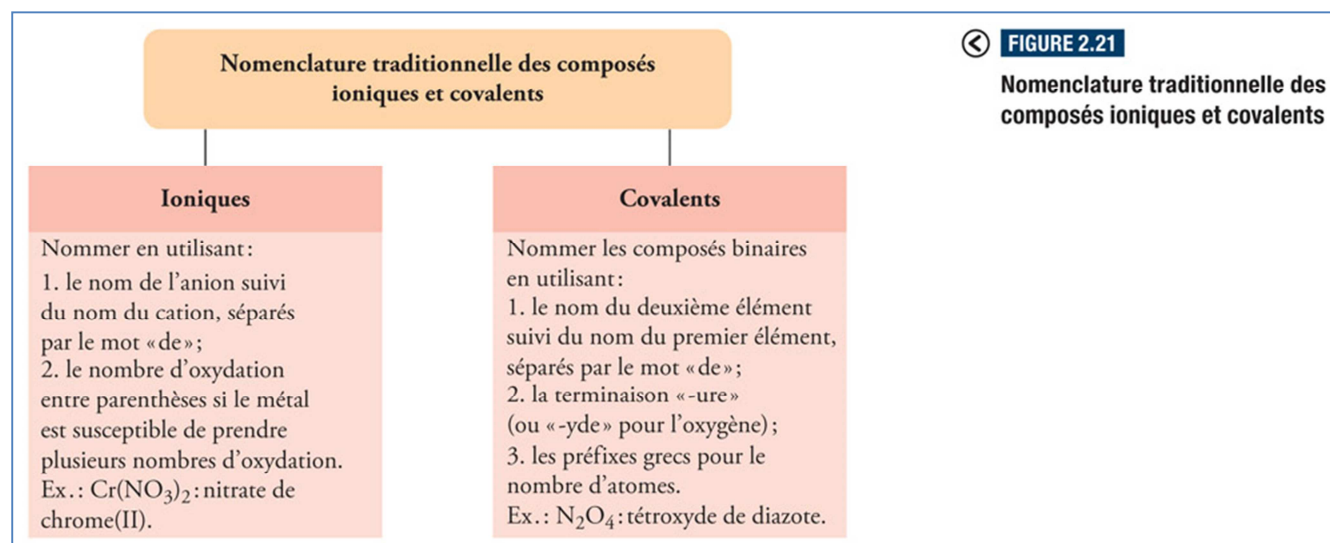 Nomenclature traditionnelle des composés
ioniques et covalents
FIGURE 2.21
Nomenclature traditionnelle des
composés ioniques et covalents
Ioniques
Nommer en utilisant :
1. le nom de l’anion suivi
du nom du cation, séparés
par le mot « de » ;
2. le nombre d’oxydation
entre parenthèses si le métal
est susceptible de prendre
plusieurs nombres d’oxydation.
Ex. : Cr(NO₃)₂ : nitrate de
chrome(II).
Covalents
Nommer les composés binaires
en utilisant :
1. le nom du deuxième élément
suivi du nom du premier élément,
séparés par le mot « de » ;
2. la terminaison « -ure »
(ou « -yde » pour l’oxygène) ;
3. les préfixes grecs pour le
nombre d’atomes.
Ex. : N₂O₄ : tétroxyde de diazote.